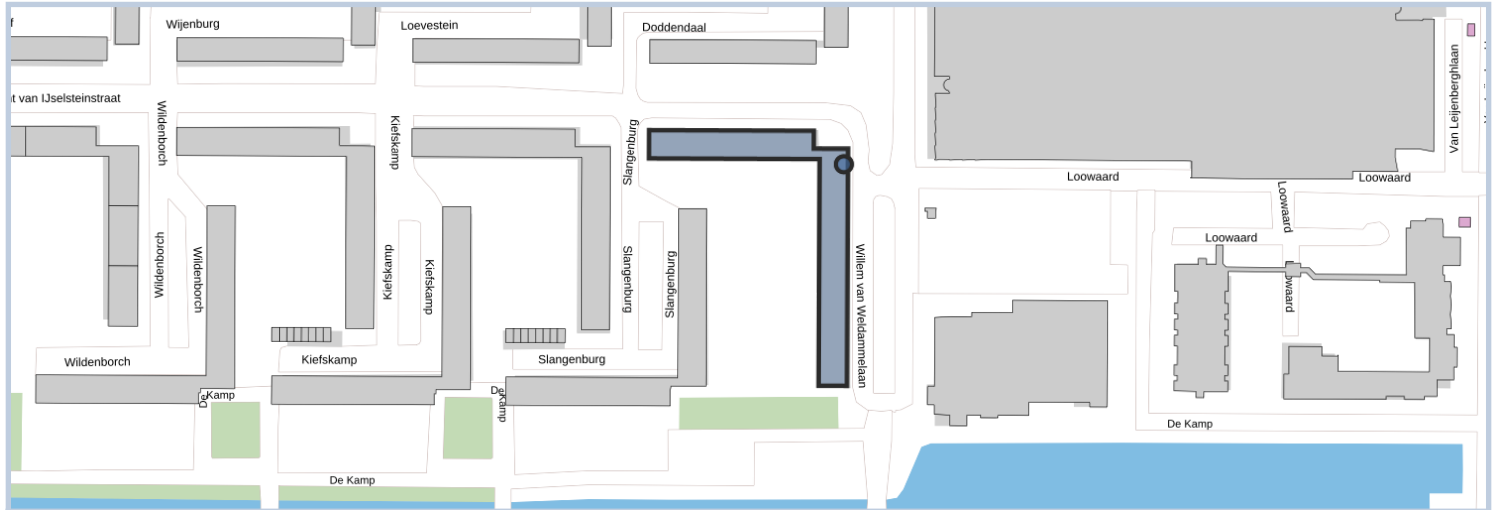 Wijenburg
Loevestein
Doddendaal
t van IJselsteinstraat
Wildenborch
Kiefskamp
Slangenburg
Van Leijenberghlaan
Loowaard
Loowaard
Loowaard
Loowaard
owaard
Wildenborch
Wildenborch
Kiefskamp
Kiefskamp
Slangenburg
Slangenburg
Willem van Weldammelaan
Wildenborch
Kiefskamp
Slangenburg
De Kamp
De Kamp
De Kamp
De Kamp